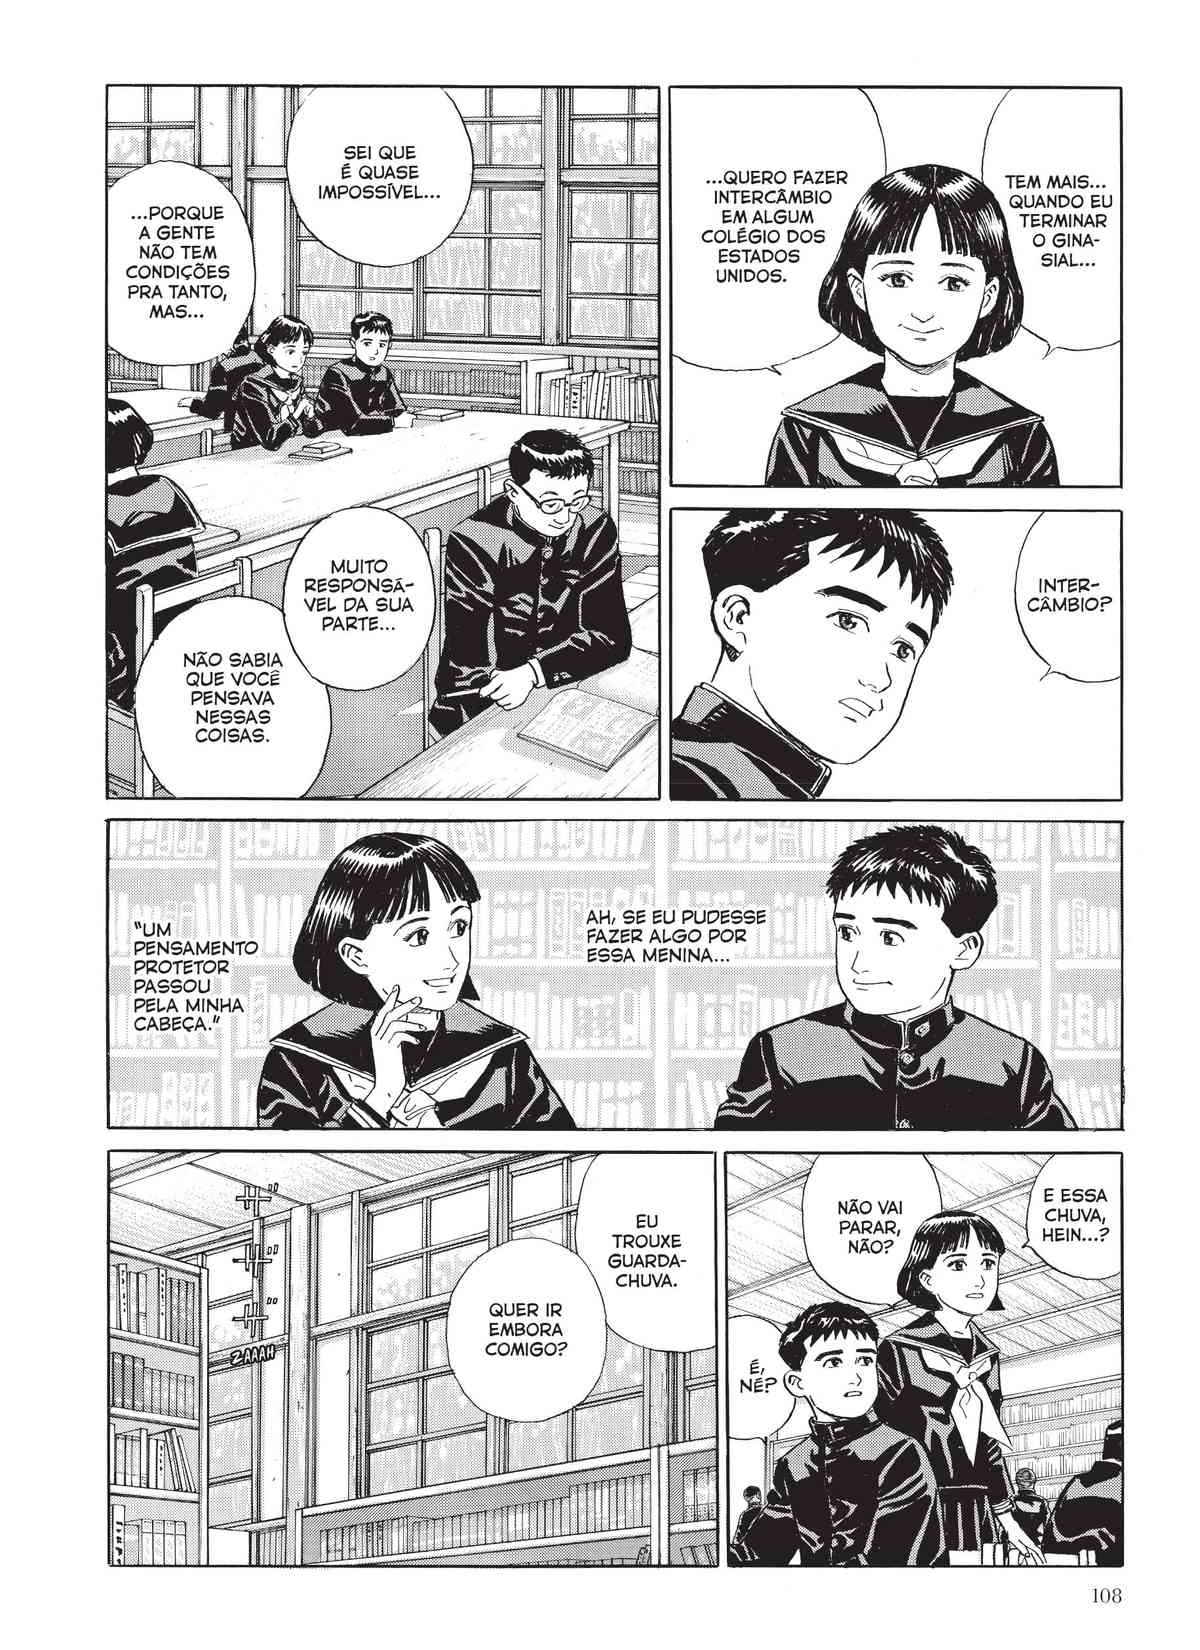 TEM MAIS...
QUANDO EU
TERMINAR
O GINA-
SIAL...
...QUERO FAZER
INTERCÂMBIO
EM ALGUM
COLÉGIO DOS
ESTADOS
UNIDOS.
INTER-
CÂMBIO?
SEI QUE
É QUASE
IMPOSSÍVEL...
...PORQUE
A GENTE
NÃO TEM
CONDIÇÕES
PRA TANTO,
MAS...
MUITO
RESPONSÁ-
VEL DA SUA
PARTE...
NÃO SABIA
QUE VOCÊ
PENSAVA
NESSAS
COISAS.
AH, SE EU PUDESSE
FAZER ALGO POR
ESSA MENINA...
"UM
PENSAMENTO
PROTETOR
PASSOU
PELA MINHA
CABEÇA."
E ESSA
CHUVA,
HEIN...?
NÃO VAI
PARAR,
NÃO?
É,
NÉ?
EU
TROUXE
GUARDA-
CHUVA.
QUER IR
EMBORA
COMIGO?
ZAAAH
108